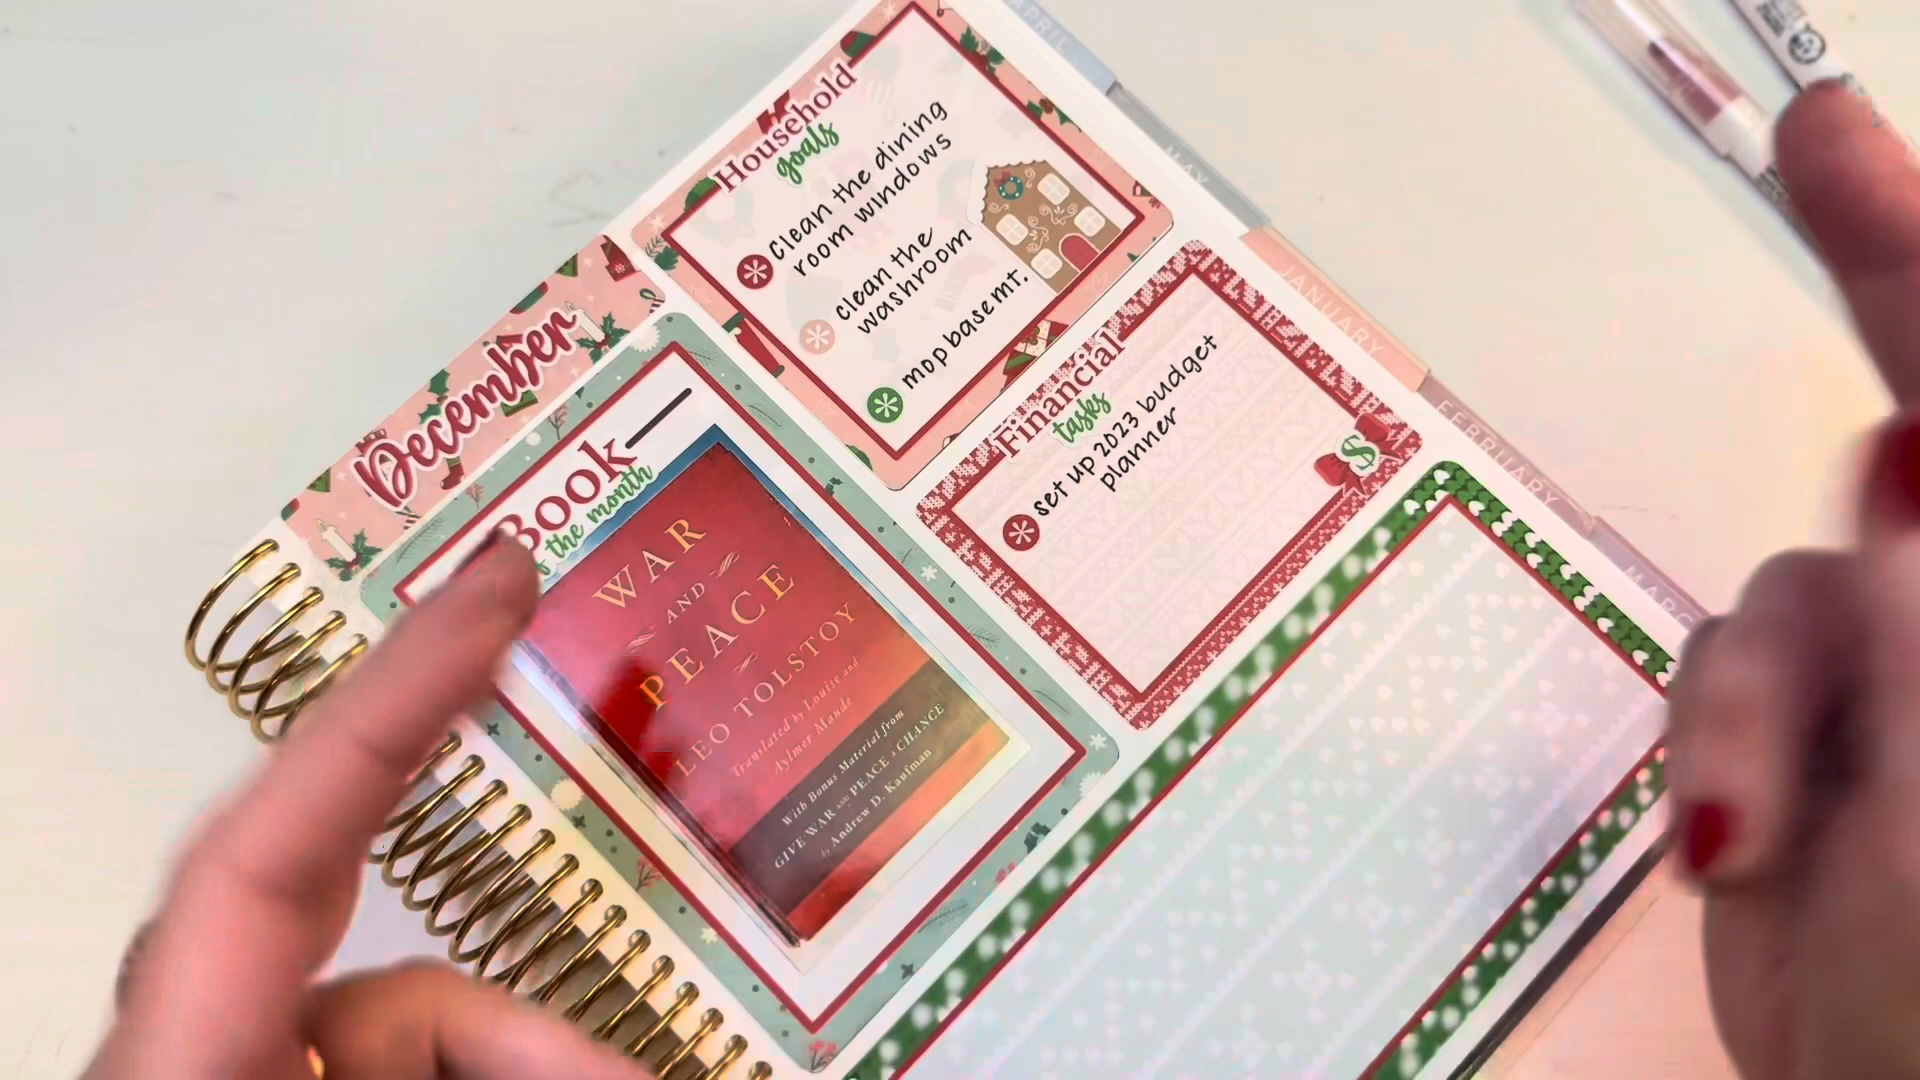 December
Book
the month
WAR
AND
PEACE
LEO TOLSTOY
Translated by Louise and
Aylmer Maude
With Bonus Material from
GIVE WAR AND PEACE A CHANCE
by Andrew D. Kaufman
Household
goals
Clean the dining
room windows
clean the
washroom
mop basemt.
Financial
tasks
set up 2023 budget
planner
$
APRIL
MAY
JANUARY
FEBRUARY